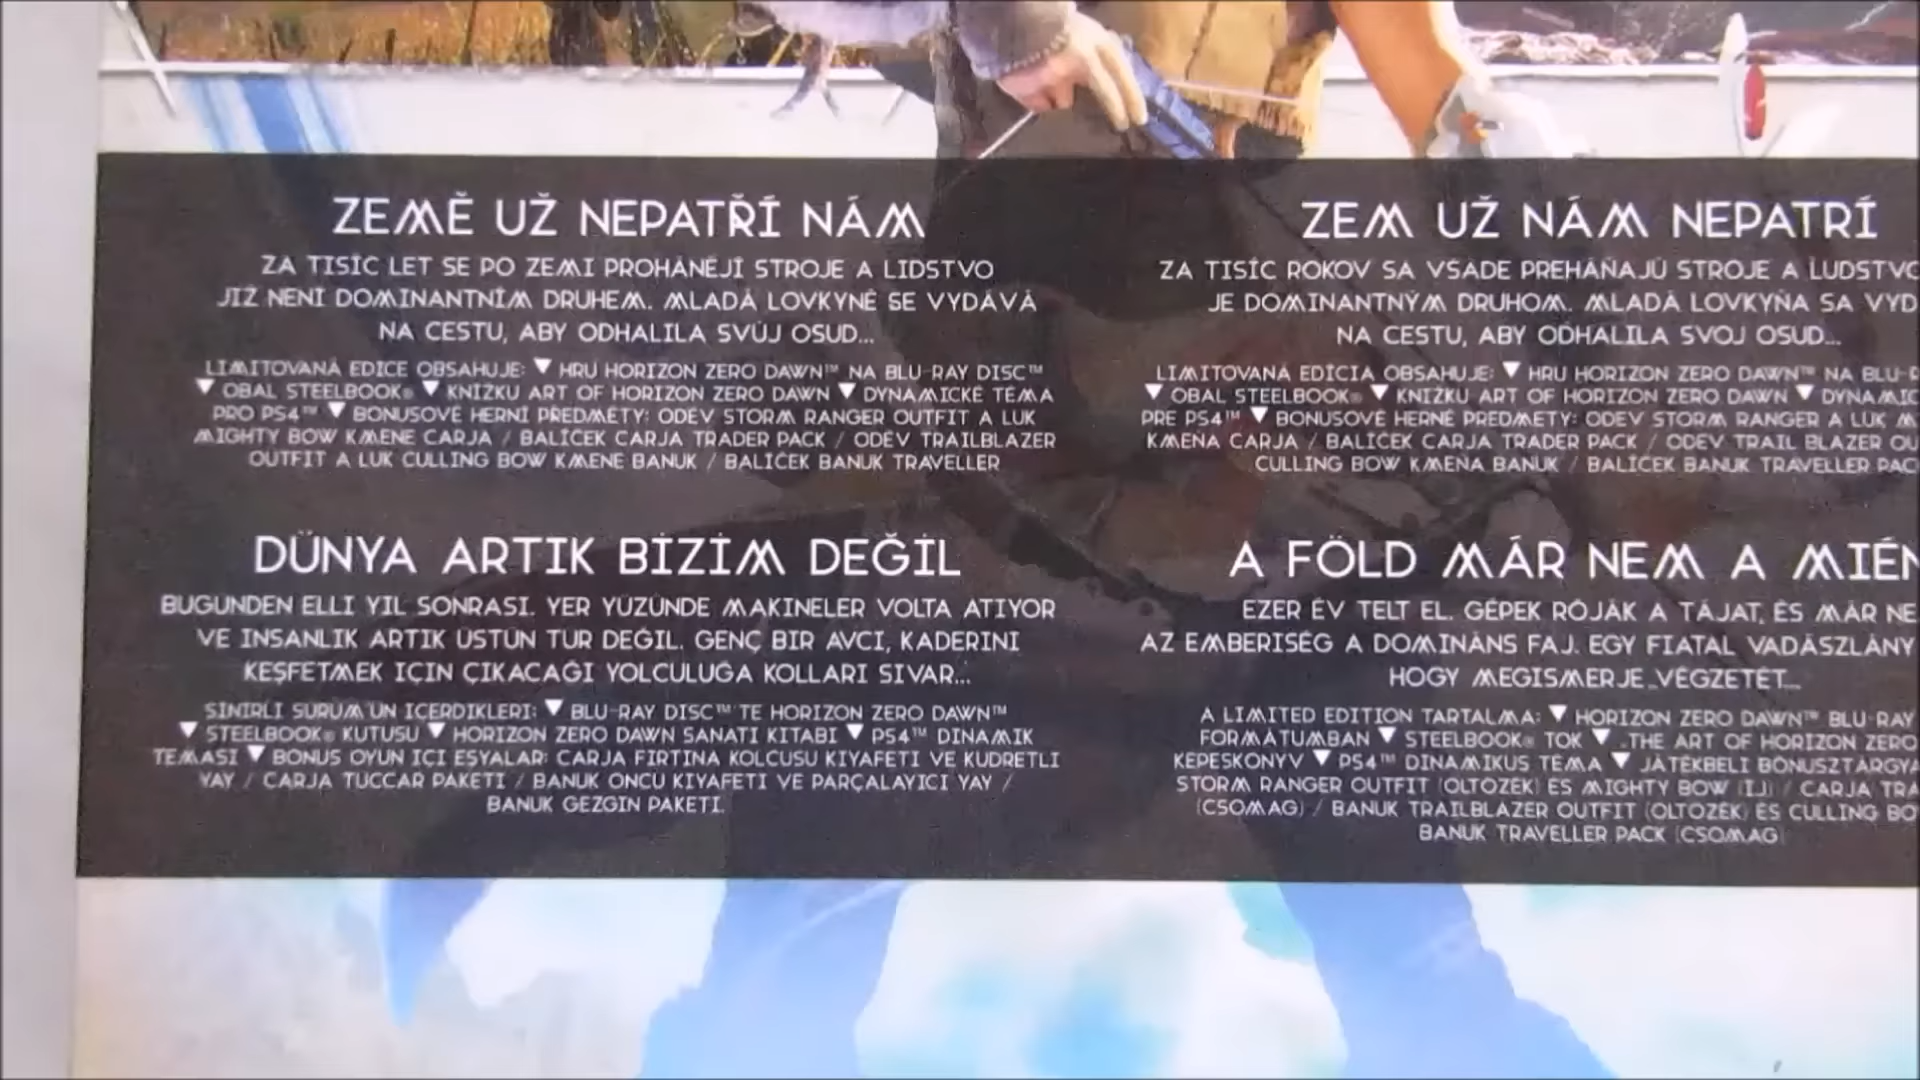 ZEMĚ UŽ NEPATŘÍ NÁM
ZA TISÍC LET SE PO ZEMI PROHÁNĚJÍ STROJE A LIDSTVO
JIŽ NENÍ DOMINANTNÍM DRUHEM. MLADÁ LOVKYNĚ SE VYDÁVÁ
NA CESTU, ABY ODHALILA SVŮJ OSUD...
LIMITOVANÁ EDICE OBSAHUJE: ▼ HRU HORIZON ZERO DAWN™ NA BLU-RAY DISC™
▼ OBAL STEELBOOK® ▼ KNÍŽKU ART OF HORIZON ZERO DAWN ▼ DYNAMICKÉ TÉMA
PRO PS4™ ▼ BONUSOVÉ HERNÍ PŘEDMĚTY: ODĚV STORM RANGER OUTFIT A LUK
MIGHTY BOW KMENE CARJA / BALÍČEK CARJA TRADER PACK / ODĚV TRAILBLAZER
OUTFIT A LUK CULLING BOW KMENE BANUK / BALÍČEK BANUK TRAVELLER
ZEM UŽ NÁM NEPATRÍ
ZA TISÍC ROKOV SA VŠADE PREHÁŇAJÚ STROJE A ĽUDSTVO
JE DOMINANTNÝM DRUHOM. MLADÁ LOVKYŇA SA VYD
NA CESTU, ABY ODHALILA SVOJ OSUD...
LIMITOVANÁ EDÍCIA OBSAHUJE: ▼ HRU HORIZON ZERO DAWN™ NA BLU-R
▼ OBAL STEELBOOK® ▼ KNIŽKU ART OF HORIZON ZERO DAWN ▼ DYNAMIC
PRE PS4™ ▼ BONUSOVÉ HERNÉ PREDMETY: ODEV STORM RANGER A LUK M
KMEŇA CARJA / BALÍČEK CARJA TRADER PACK / ODEV TRAIL BLAZER OU
CULLING BOW KMEŇA BANUK / BALÍČEK BANUK TRAVELLER PAC
DÜNYA ARTIK BİZİM DEĞİL
BUGÜNDEN ELLİ YIL SONRASI. YER YÜZÜNDE MAKİNELER VOLTA ATIYOR
VE İNSANLIK ARTIK ÜSTÜN TÜR DEĞİL. GENÇ BİR AVCI, KADERİNİ
KEŞFETMEK İÇİN ÇIKACAĞI YOLCULUĞA KOLLARI SIVAR...
SINIRLI SÜRÜM'ÜN İÇERDİKLERİ: ▼ BLU-RAY DISC™ TE HORIZON ZERO DAWN™
▼ STEELBOOK® KUTUSU ▼ HORIZON ZERO DAWN SANATI KİTABI ▼ PS4™ DİNAMİK
TEMASI ▼ BONUS OYUN İÇİ EŞYALAR: CARJA FIRTINA KOLCUSU KIYAFETİ VE KUDRETLİ
YAY / CARJA TÜCCAR PAKETİ / BANUK ÖNCÜ KIYAFETİ VE PARÇALAYICI YAY /
BANUK GEZGİN PAKETİ.
A FÖLD MÁR NEM A MIÉN
EZER ÉV TELT EL. GÉPEK RÓJÁK A TÁJAT, ÉS MÁR NE
AZ EMBERISÉG A DOMINÁNS FAJ. EGY FIATAL VADÁSZLÁNY
HOGY MEGISMERJE VÉGZETÉT...
A LIMITED EDITION TARTALMA: ▼ HORIZON ZERO DAWN™ BLU-RAY
FORMÁTUMBAN ▼ STEELBOOK® TOK ▼ „THE ART OF HORIZON ZERO
KÉPESKÖNYV ▼ PS4™ DINAMIKUS TÉMA ▼ JÁTÉKBELI BÓNUSZTÁRGYA
STORM RANGER OUTFIT (ÖLTÖZÉK) ÉS MIGHTY BOW (ÍJ) / CARJA TRA
(CSOMAG) / BANUK TRAILBLAZER OUTFIT (ÖLTÖZÉK) ÉS CULLING BO
BANUK TRAVELLER PACK (CSOMAG)